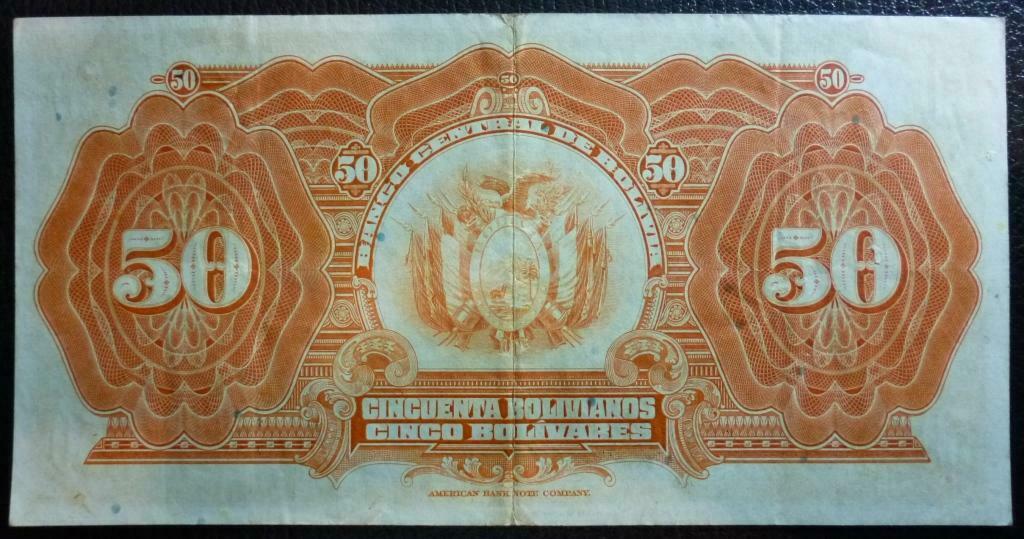 50
50
50
50
BANCO CENTRAL DE BOLIVIA
50
50
50
CINCUENTA BOLIVIANOS
CINCO BOLIVARES
AMERICAN BANK NOTE COMPANY.